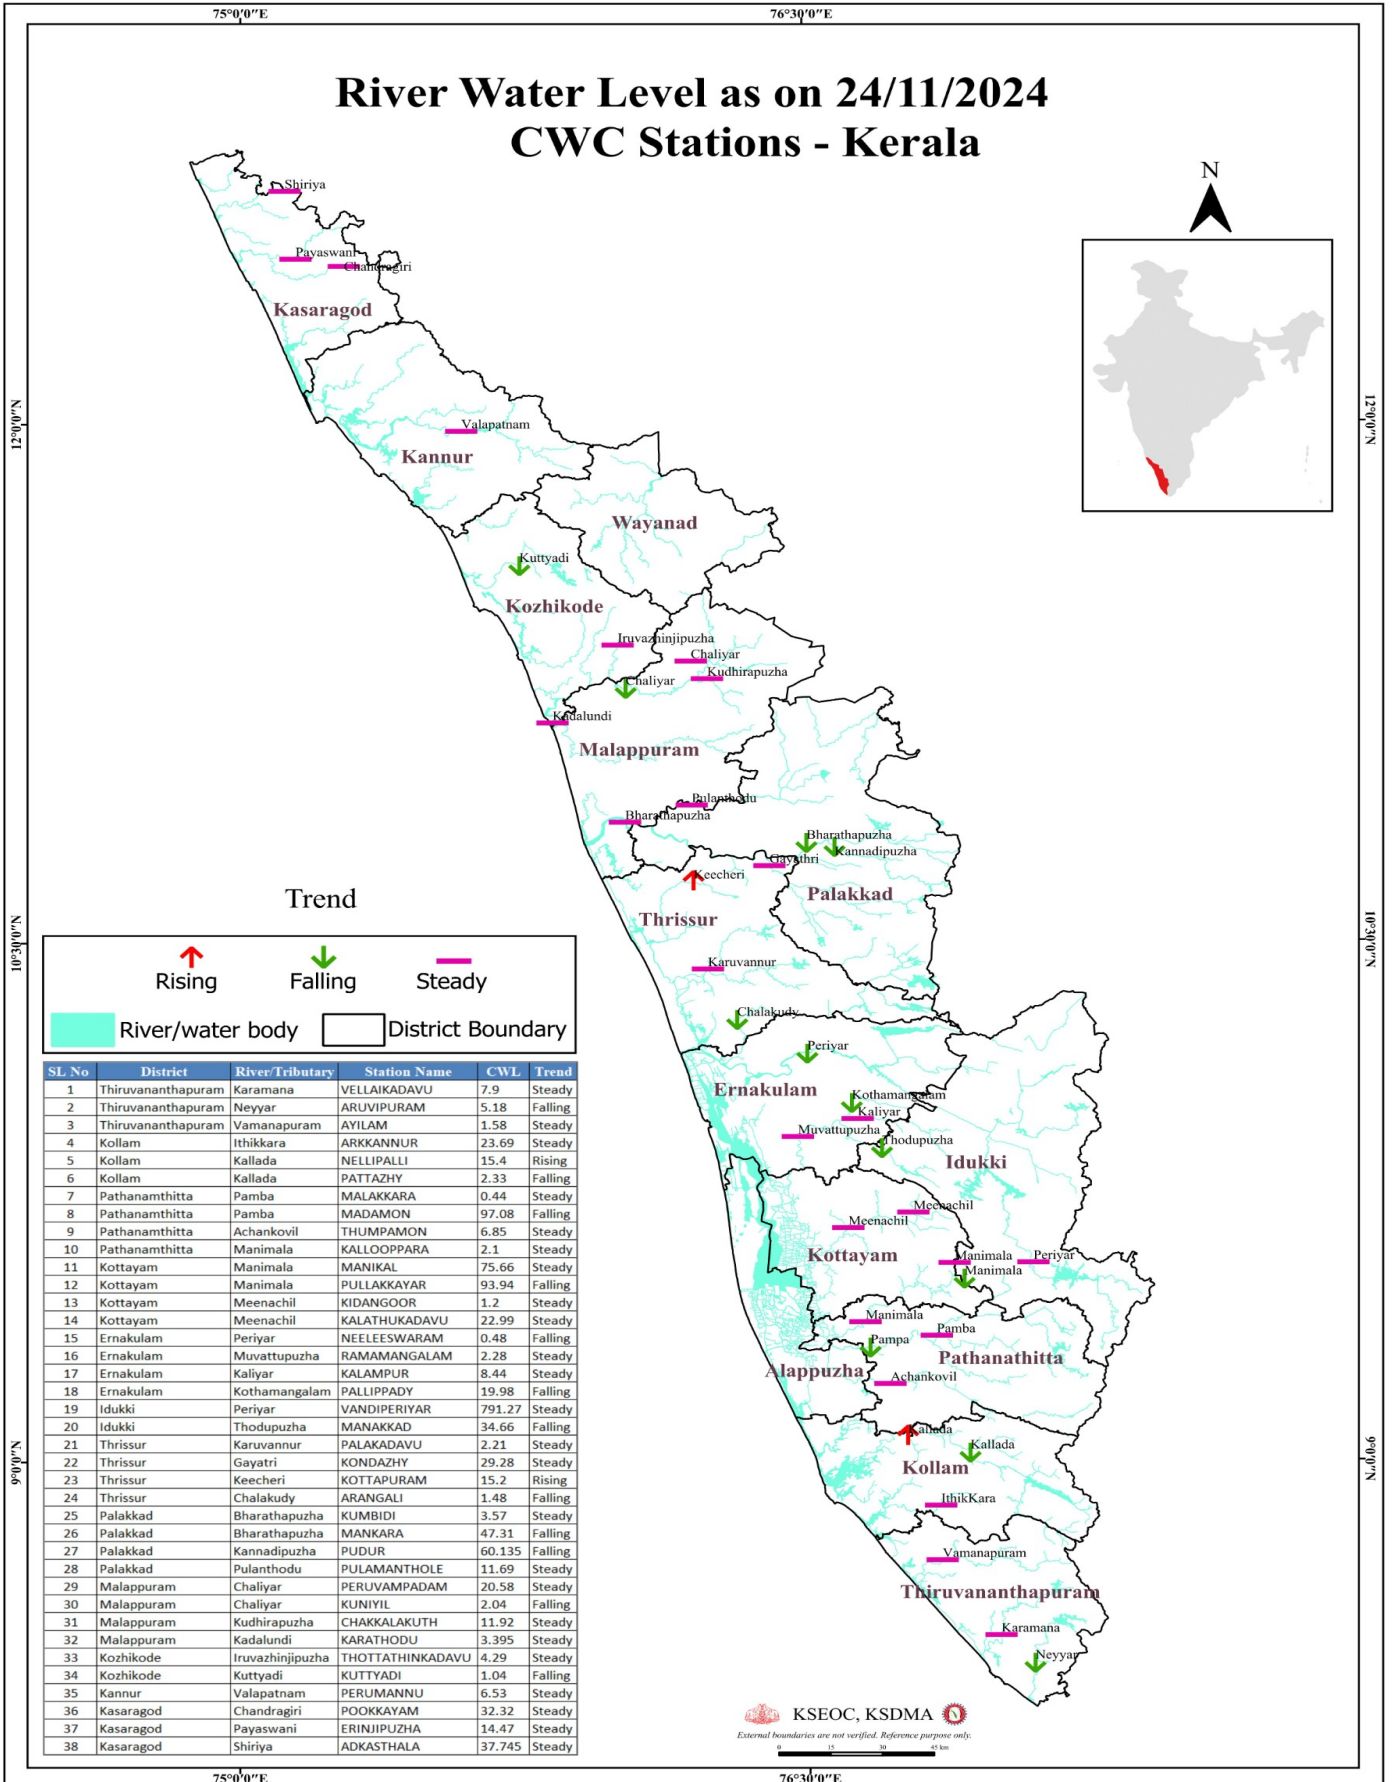 75°0'0"E 76°30'0"E
River Water Level as on 24/11/2024
CWC Stations - Kerala
N
Shiriya
Payaswani
Chandragiri
Kasaragod
12°0'0"N 12°0'0"N
Valapatnam
Kannur
Wayanad
Kuttyadi
Kozhikode
Iruvazhinjipuzha
Chaliyar
Kudhirapuzha
Chaliyar
Kadalundi
Malappuram
Pulanthodu
Bharathapuzha
Bharathapuzha
Kannadipuzha
Gayathri
Keecheri
Palakkad
Thrissur
10°30'0"N 10°30'0"N
Karuvannur
Chalakudy
Periyar
Ernakulam
Kothamangalam
Kaliyar
Muvattupuzha
Thodupuzha
Idukki
Meenachil
Meenachil
Kottayam
Manimala
Periyar
Manimala
Manimala
Pamba
Pampa
Pathanathitta
Alappuzha
Achankovil
Kallada
Kallada
Kollam
IthikKara
9°0'0"N 9°0'0"N
Vamanapuram
Thiruvananthapuram
Karamana
Neyyar
Trend
Rising Falling Steady
River/water body District Boundary
SL No District River/Tributary Station Name CWL Trend
1 Thiruvananthapuram Karamana VELLAIKADAVU 7.9 Steady
2 Thiruvananthapuram Neyyar ARUVIPURAM 5.18 Falling
3 Thiruvananthapuram Vamanapuram AYILAM 1.58 Steady
4 Kollam Ithikkara ARKKANNUR 23.69 Steady
5 Kollam Kallada NELLIPALLI 15.4 Rising
6 Kollam Kallada PATTAZHY 2.33 Falling
7 Pathanamthitta Pamba MALAKKARA 0.44 Steady
8 Pathanamthitta Pamba MADAMON 97.08 Falling
9 Pathanamthitta Achankovil THUMPAMON 6.85 Steady
10 Pathanamthitta Manimala KALLOOPPARA 2.1 Steady
11 Kottayam Manimala MANIKAL 75.66 Steady
12 Kottayam Manimala PULLAKKAYAR 93.94 Falling
13 Kottayam Meenachil KIDANGOOR 1.2 Steady
14 Kottayam Meenachil KALATHUKADAVU 22.99 Steady
15 Ernakulam Periyar NEELEESWARAM 0.48 Falling
16 Ernakulam Muvattupuzha RAMAMANGALAM 2.28 Steady
17 Ernakulam Kaliyar KALAMPUR 8.44 Steady
18 Ernakulam Kothamangalam PALLIPPADY 19.98 Falling
19 Idukki Periyar VANDIPERIYAR 791.27 Steady
20 Idukki Thodupuzha MANAKKAD 34.66 Falling
21 Thrissur Karuvannur PALAKADAVU 2.21 Steady
22 Thrissur Gayatri KONDAZHY 29.28 Steady
23 Thrissur Keecheri KOTTAPURAM 15.2 Rising
24 Thrissur Chalakudy ARANGALI 1.48 Falling
25 Palakkad Bharathapuzha KUMBIDI 3.57 Steady
26 Palakkad Bharathapuzha MANKARA 47.31 Falling
27 Palakkad Kannadipuzha PUDUR 60.135 Falling
28 Palakkad Pulanthodu PULAMANTHOLE 11.69 Steady
29 Malappuram Chaliyar PERUVAMPADAM 20.58 Steady
30 Malappuram Chaliyar KUNIYIL 2.04 Falling
31 Malappuram Kudhirapuzha CHAKKALAKUTH 11.92 Steady
32 Malappuram Kadalundi KARATHODU 3.395 Steady
33 Kozhikode Iruvazhinjipuzha THOTTATHINKADAVU 4.29 Steady
34 Kozhikode Kuttyadi KUTTYADI 1.04 Falling
35 Kannur Valapatnam PERUMANNU 6.53 Steady
36 Kasaragod Chandragiri POOKKAYAM 32.32 Steady
37 Kasaragod Payaswani ERINJIPUZHA 14.47 Steady
38 Kasaragod Shiriya ADKASTHALA 37.745 Steady
KSEOC, KSDMA
External boundaries are not verified. Reference purpose only.
0 15 30 45 km
75°0'0"E 76°30'0"E